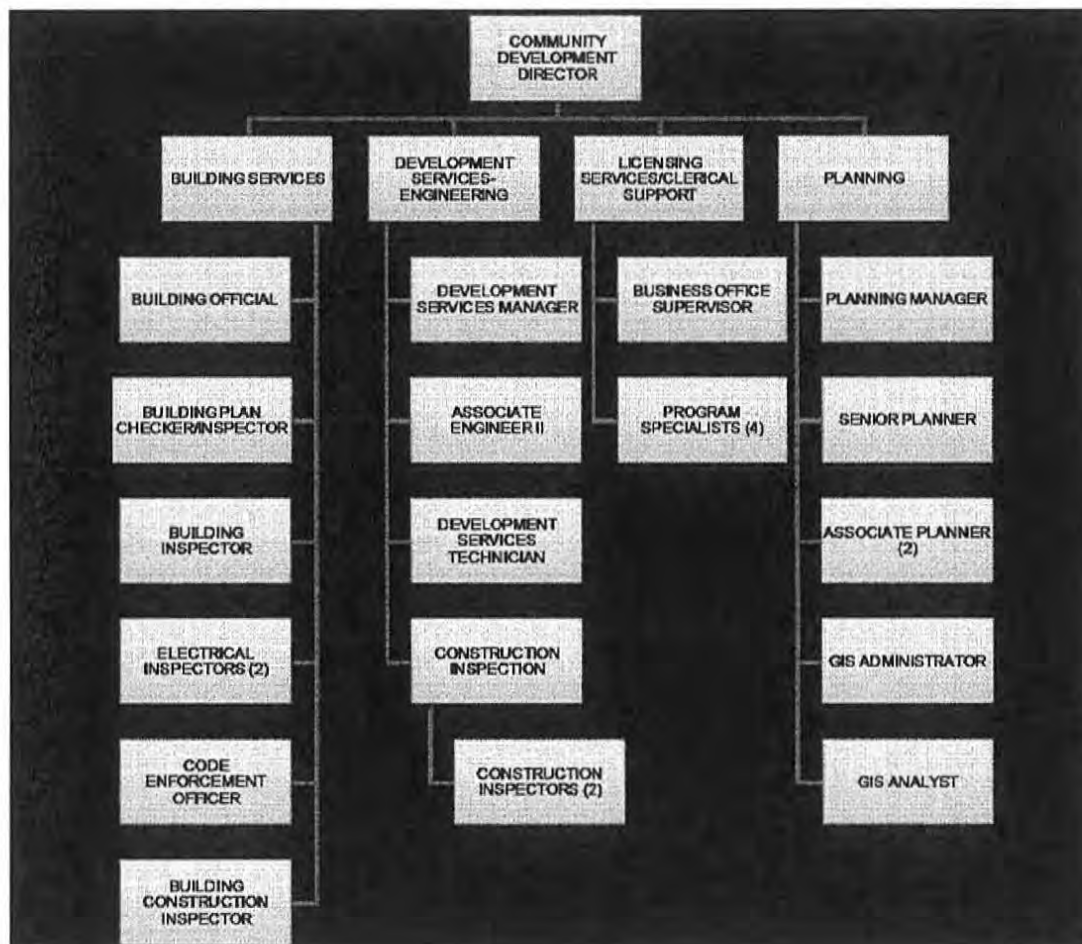 COMMUNITY
DEVELOPMENT
DIRECTOR
BUILDING SERVICES
DEVELOPMENT
SERVICES-
ENGINEERING
LICENSING
SERVICES/CLERICAL
SUPPORT
PLANNING
BUILDING OFFICIAL
BUILDING PLAN
CHECKER/INSPECTOR
BUILDING
INSPECTOR
ELECTRICAL
INSPECTORS (2)
CODE
ENFORCEMENT
OFFICER
BUILDING
CONSTRUCTION
INSPECTOR
DEVELOPMENT
SERVICES MANAGER
ASSOCIATE
ENGINEER II
DEVELOPMENT
SERVICES
TECHNICIAN
CONSTRUCTION
INSPECTION
CONSTRUCTION
INSPECTORS (2)
BUSINESS OFFICE
SUPERVISOR
PROGRAM
SPECIALISTS (4)
PLANNING MANAGER
SENIOR PLANNER
ASSOCIATE PLANNER
(2)
GIS ADMINISTRATOR
GIS ANALYST